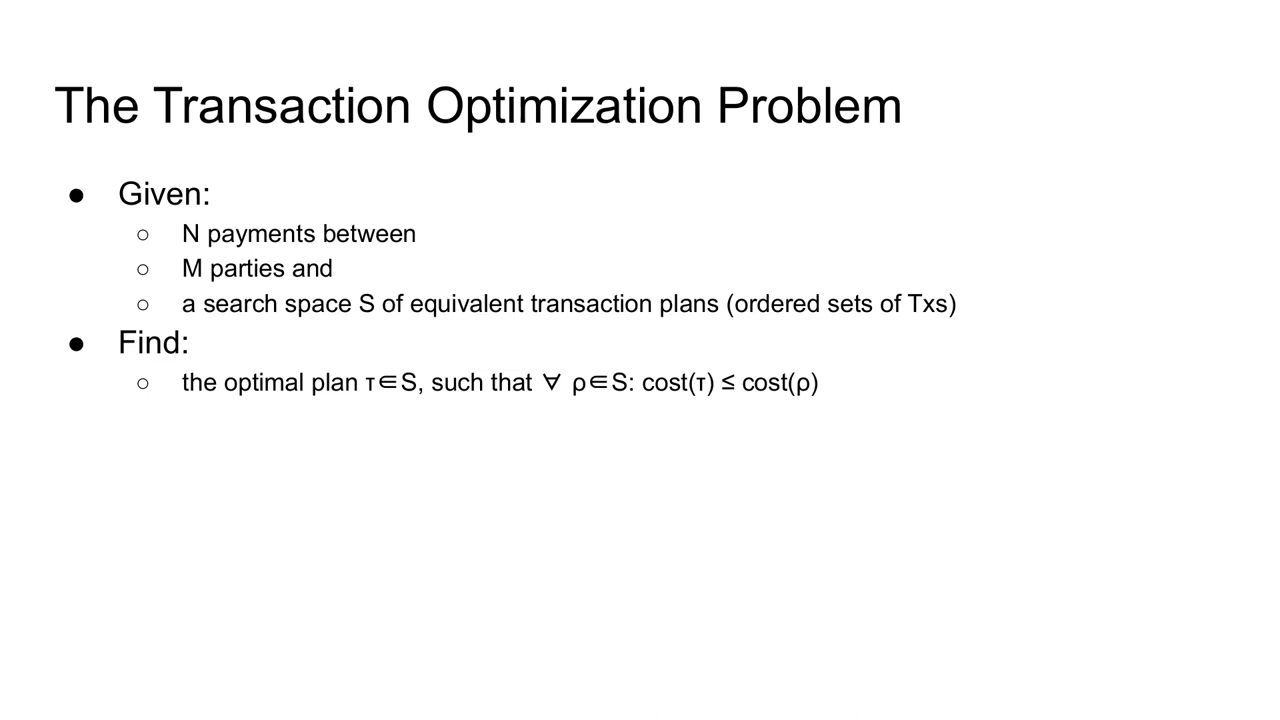 The Transaction Optimization Problem
● Given:
○ N payments between
○ M parties and
○ a search space S of equivalent transaction plans (ordered sets of Txs)
● Find:
○ the optimal plan τ∈S, such that ∀ ρ∈S: cost(τ) ≤ cost(ρ)